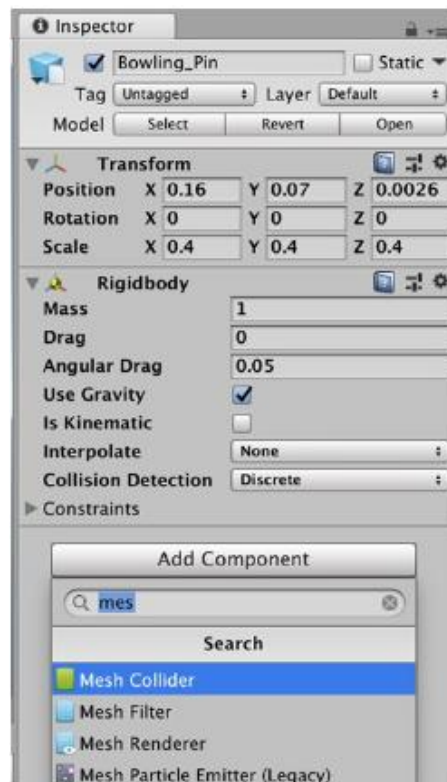 Inspector
Bowling_Pin Static
Tag Untagged Layer Default
Model Select Revert Open
Transform
Position X 0.16 Y 0.07 Z 0.0026
Rotation X 0 Y 0 Z 0
Scale X 0.4 Y 0.4 Z 0.4
Rigidbody
Mass 1
Drag 0
Angular Drag 0.05
Use Gravity
Is Kinematic
Interpolate None
Collision Detection Discrete
Constraints
Add Component
mes
Search
Mesh Collider
Mesh Filter
Mesh Renderer
Mesh Particle Emitter (Legacy)